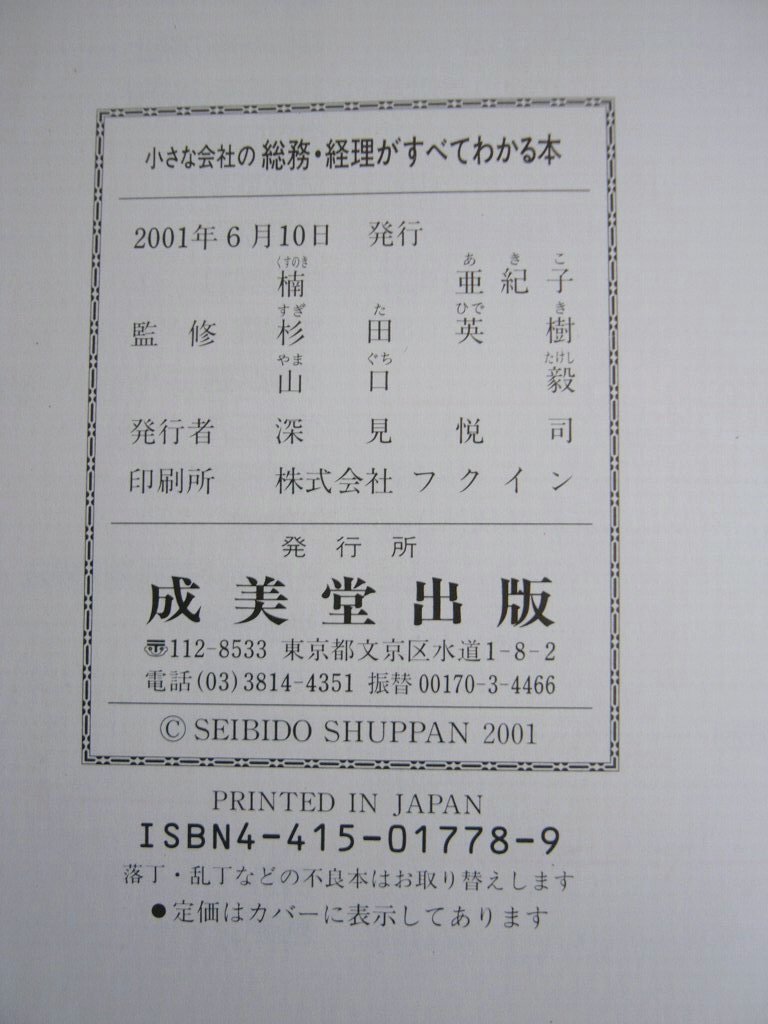 小さな会社の 総務・経理がすべてわかる本
2001年6月10日 発行
くすのき あ き こ
楠 亜紀子
すぎ た ひで き
監修 杉田英樹
やま ぐち たけし
山口 毅
発行者 深見悦司
印刷所 株式会社フクイン
発行所
成美堂出版
〠112-8533 東京都文京区水道1-8-2
電話(03)3814-4351 振替00170-3-4466
©SEIBIDO SHUPPAN 2001
PRINTED IN JAPAN
ISBN4-415-01778-9
落丁・乱丁などの不良本はお取り替えします
●定価はカバーに表示してあります